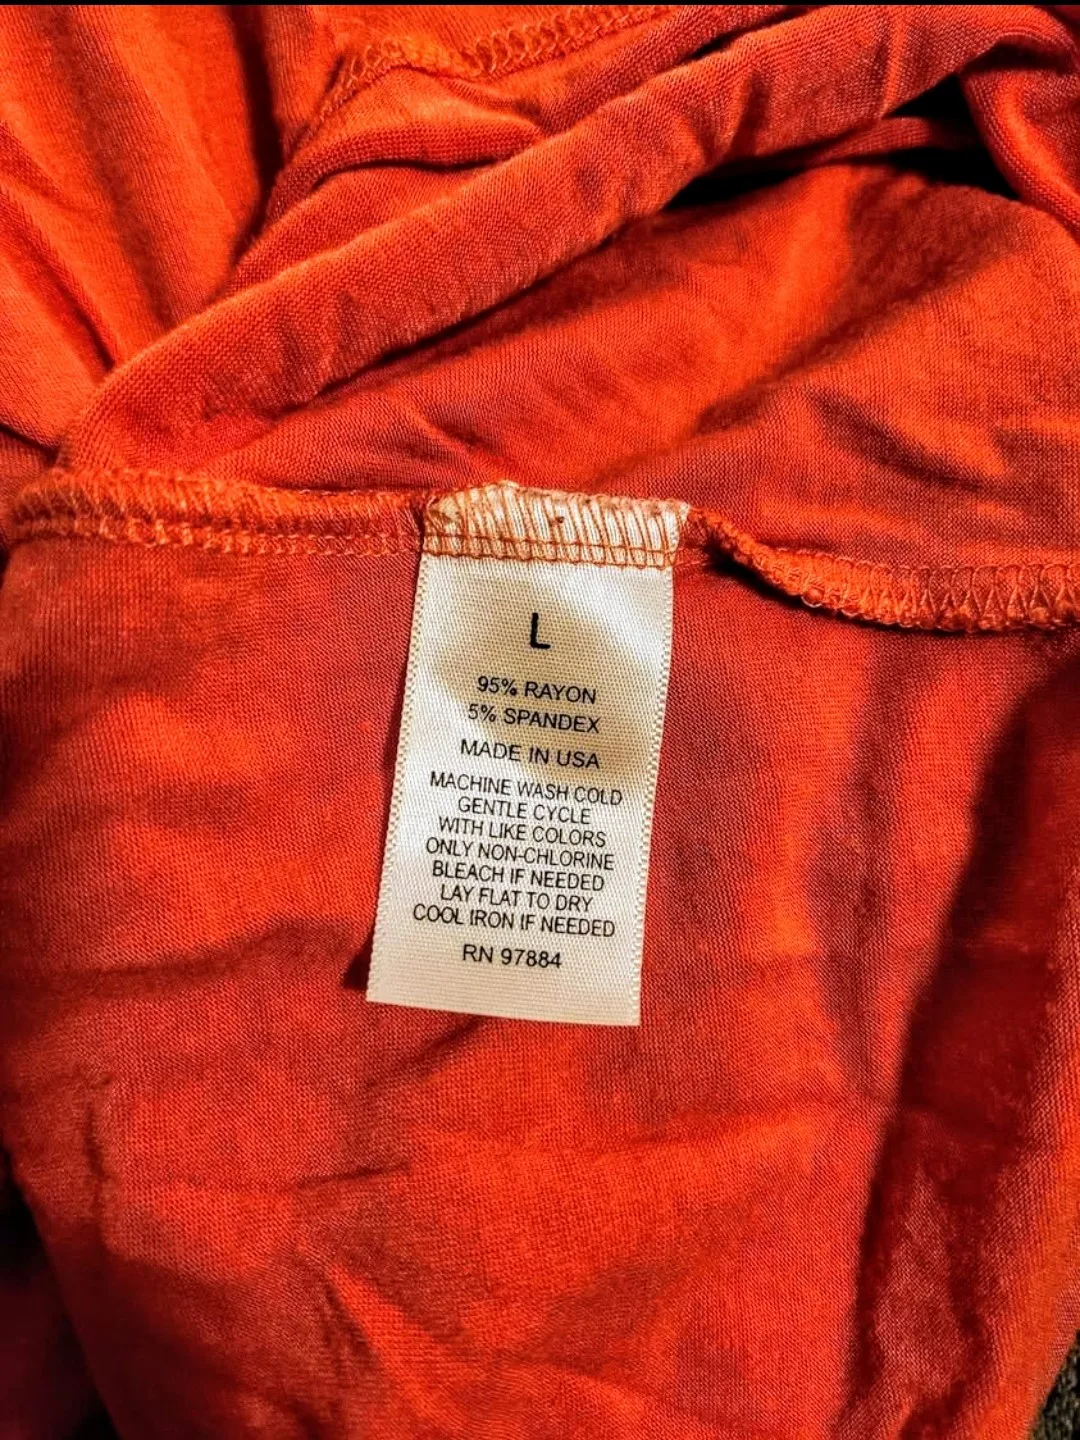 L
95% RAYON
5% SPANDEX
MADE IN USA
MACHINE WASH COLD
GENTLE CYCLE
WITH LIKE COLORS
ONLY NON-CHLORINE
BLEACH IF NEEDED
LAY FLAT TO DRY
COOL IRON IF NEEDED
RN 97884